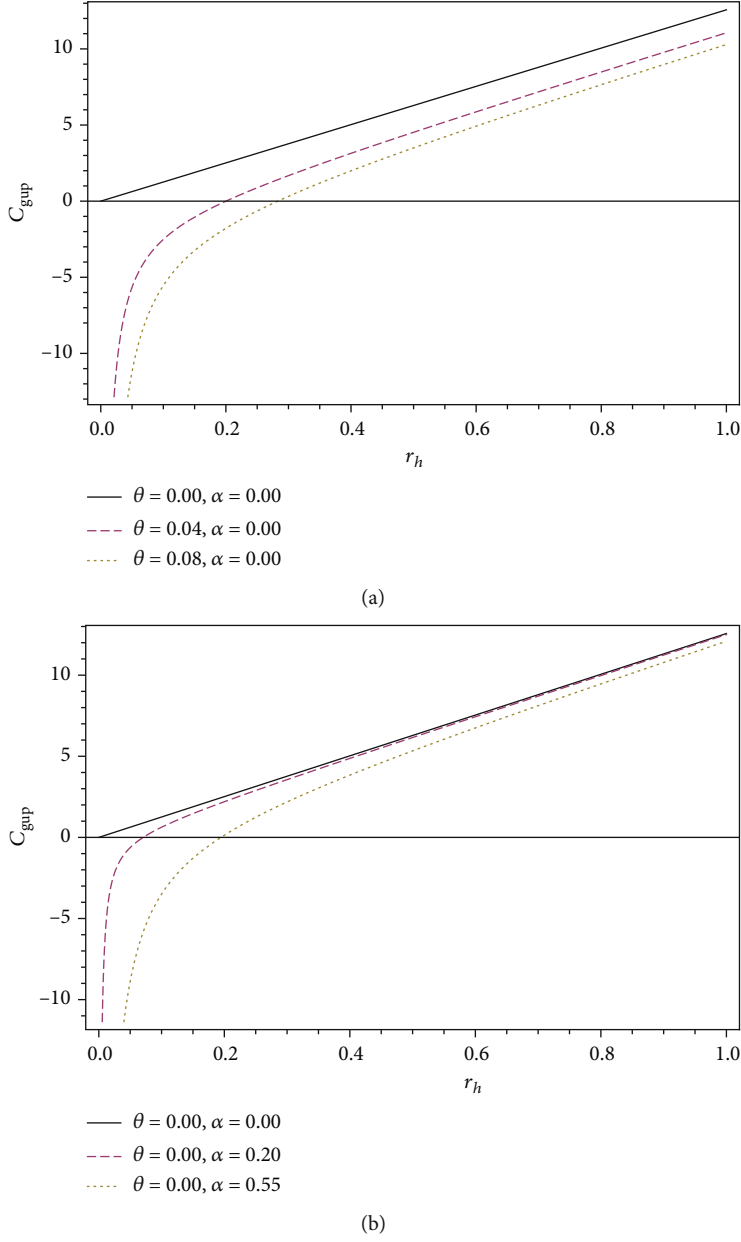 10
5
0
−5
−10
C_gup
0.0 0.2 0.4 0.6 0.8 1.0
r_h
θ = 0.00, α = 0.00
θ = 0.04, α = 0.00
θ = 0.08, α = 0.00
(a)
10
5
0
−5
−10
C_gup
0.0 0.2 0.4 0.6 0.8 1.0
r_h
θ = 0.00, α = 0.00
θ = 0.00, α = 0.20
θ = 0.00, α = 0.55
(b)